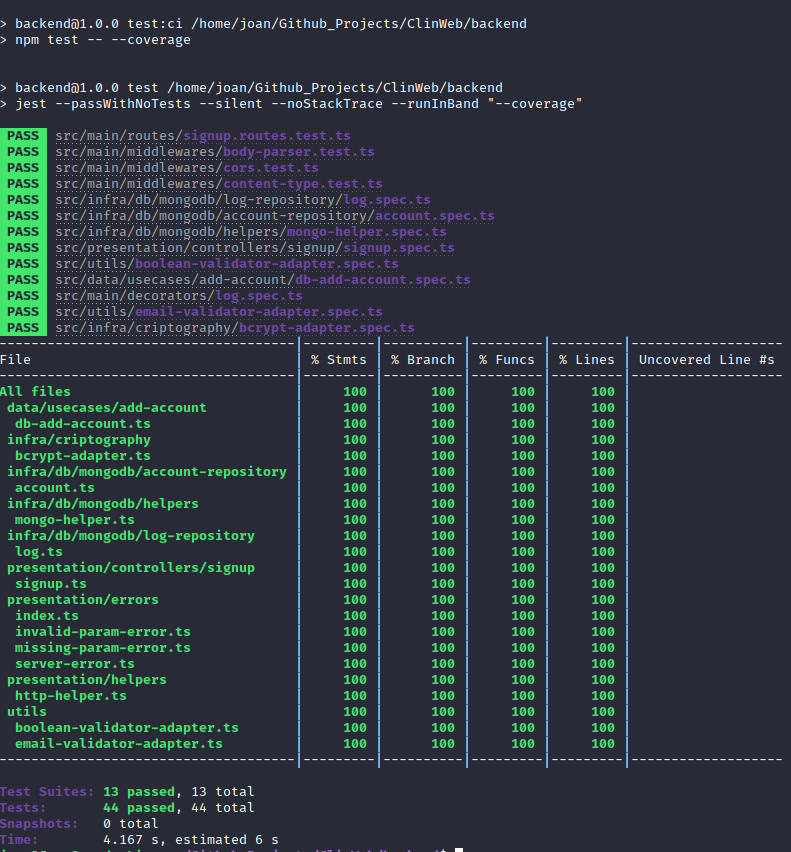 > backend@1.0.0 test:ci /home/joan/Github_Projects/ClinWeb/backend
> npm test -- --coverage
> backend@1.0.0 test /home/joan/Github_Projects/ClinWeb/backend
> jest --passWithNoTests --silent --noStackTrace --runInBand "--coverage"
PASS src/main/routes/signup.routes.test.ts
PASS src/main/middlewares/body-parser.test.ts
PASS src/main/middlewares/cors.test.ts
PASS src/main/middlewares/content-type.test.ts
PASS src/infra/db/mongodb/log-repository/log.spec.ts
PASS src/infra/db/mongodb/account-repository/account.spec.ts
PASS src/infra/db/mongodb/helpers/mongo-helper.spec.ts
PASS src/presentation/controllers/signup/signup.spec.ts
PASS src/utils/boolean-validator-adapter.spec.ts
PASS src/data/usecases/add-account/db-add-account.spec.ts
PASS src/main/decorators/log.spec.ts
PASS src/utils/email-validator-adapter.spec.ts
PASS src/infra/criptography/bcrypt-adapter.spec.ts
File | % Stmts | % Branch | % Funcs | % Lines | Uncovered Line #s
All files | 100 | 100 | 100 | 100 |
data/usecases/add-account | 100 | 100 | 100 | 100 |
db-add-account.ts | 100 | 100 | 100 | 100 |
infra/criptography | 100 | 100 | 100 | 100 |
bcrypt-adapter.ts | 100 | 100 | 100 | 100 |
infra/db/mongodb/account-repository | 100 | 100 | 100 | 100 |
account.ts | 100 | 100 | 100 | 100 |
infra/db/mongodb/helpers | 100 | 100 | 100 | 100 |
mongo-helper.ts | 100 | 100 | 100 | 100 |
infra/db/mongodb/log-repository | 100 | 100 | 100 | 100 |
log.ts | 100 | 100 | 100 | 100 |
presentation/controllers/signup | 100 | 100 | 100 | 100 |
signup.ts | 100 | 100 | 100 | 100 |
presentation/errors | 100 | 100 | 100 | 100 |
index.ts | 100 | 100 | 100 | 100 |
invalid-param-error.ts | 100 | 100 | 100 | 100 |
missing-param-error.ts | 100 | 100 | 100 | 100 |
server-error.ts | 100 | 100 | 100 | 100 |
presentation/helpers | 100 | 100 | 100 | 100 |
http-helper.ts | 100 | 100 | 100 | 100 |
utils | 100 | 100 | 100 | 100 |
boolean-validator-adapter.ts | 100 | 100 | 100 | 100 |
email-validator-adapter.ts | 100 | 100 | 100 | 100 |
Test Suites: 13 passed, 13 total
Tests: 44 passed, 44 total
Snapshots: 0 total
Time: 4.167 s, estimated 6 s